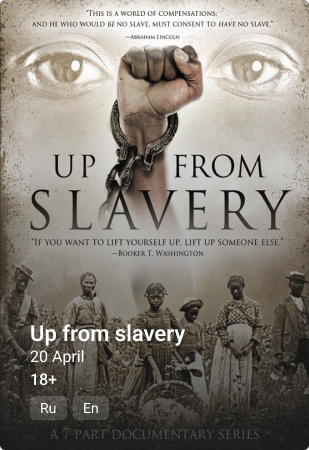 "THIS IS A WORLD OF COMPENSATIONS;
AND HE WHO WOULD BE NO SLAVE, MUST CONSENT TO HAVE NO SLAVE."
—ABRAHAM LINCOLN
UP FROM
SLAVERY
"IF YOU WANT TO LIFT YOURSELF UP, LIFT UP SOMEONE ELSE."
—BOOKER T. WASHINGTON
Up from slavery
20 April
18+
Ru En
A 7 PART DOCUMENTARY SERIES